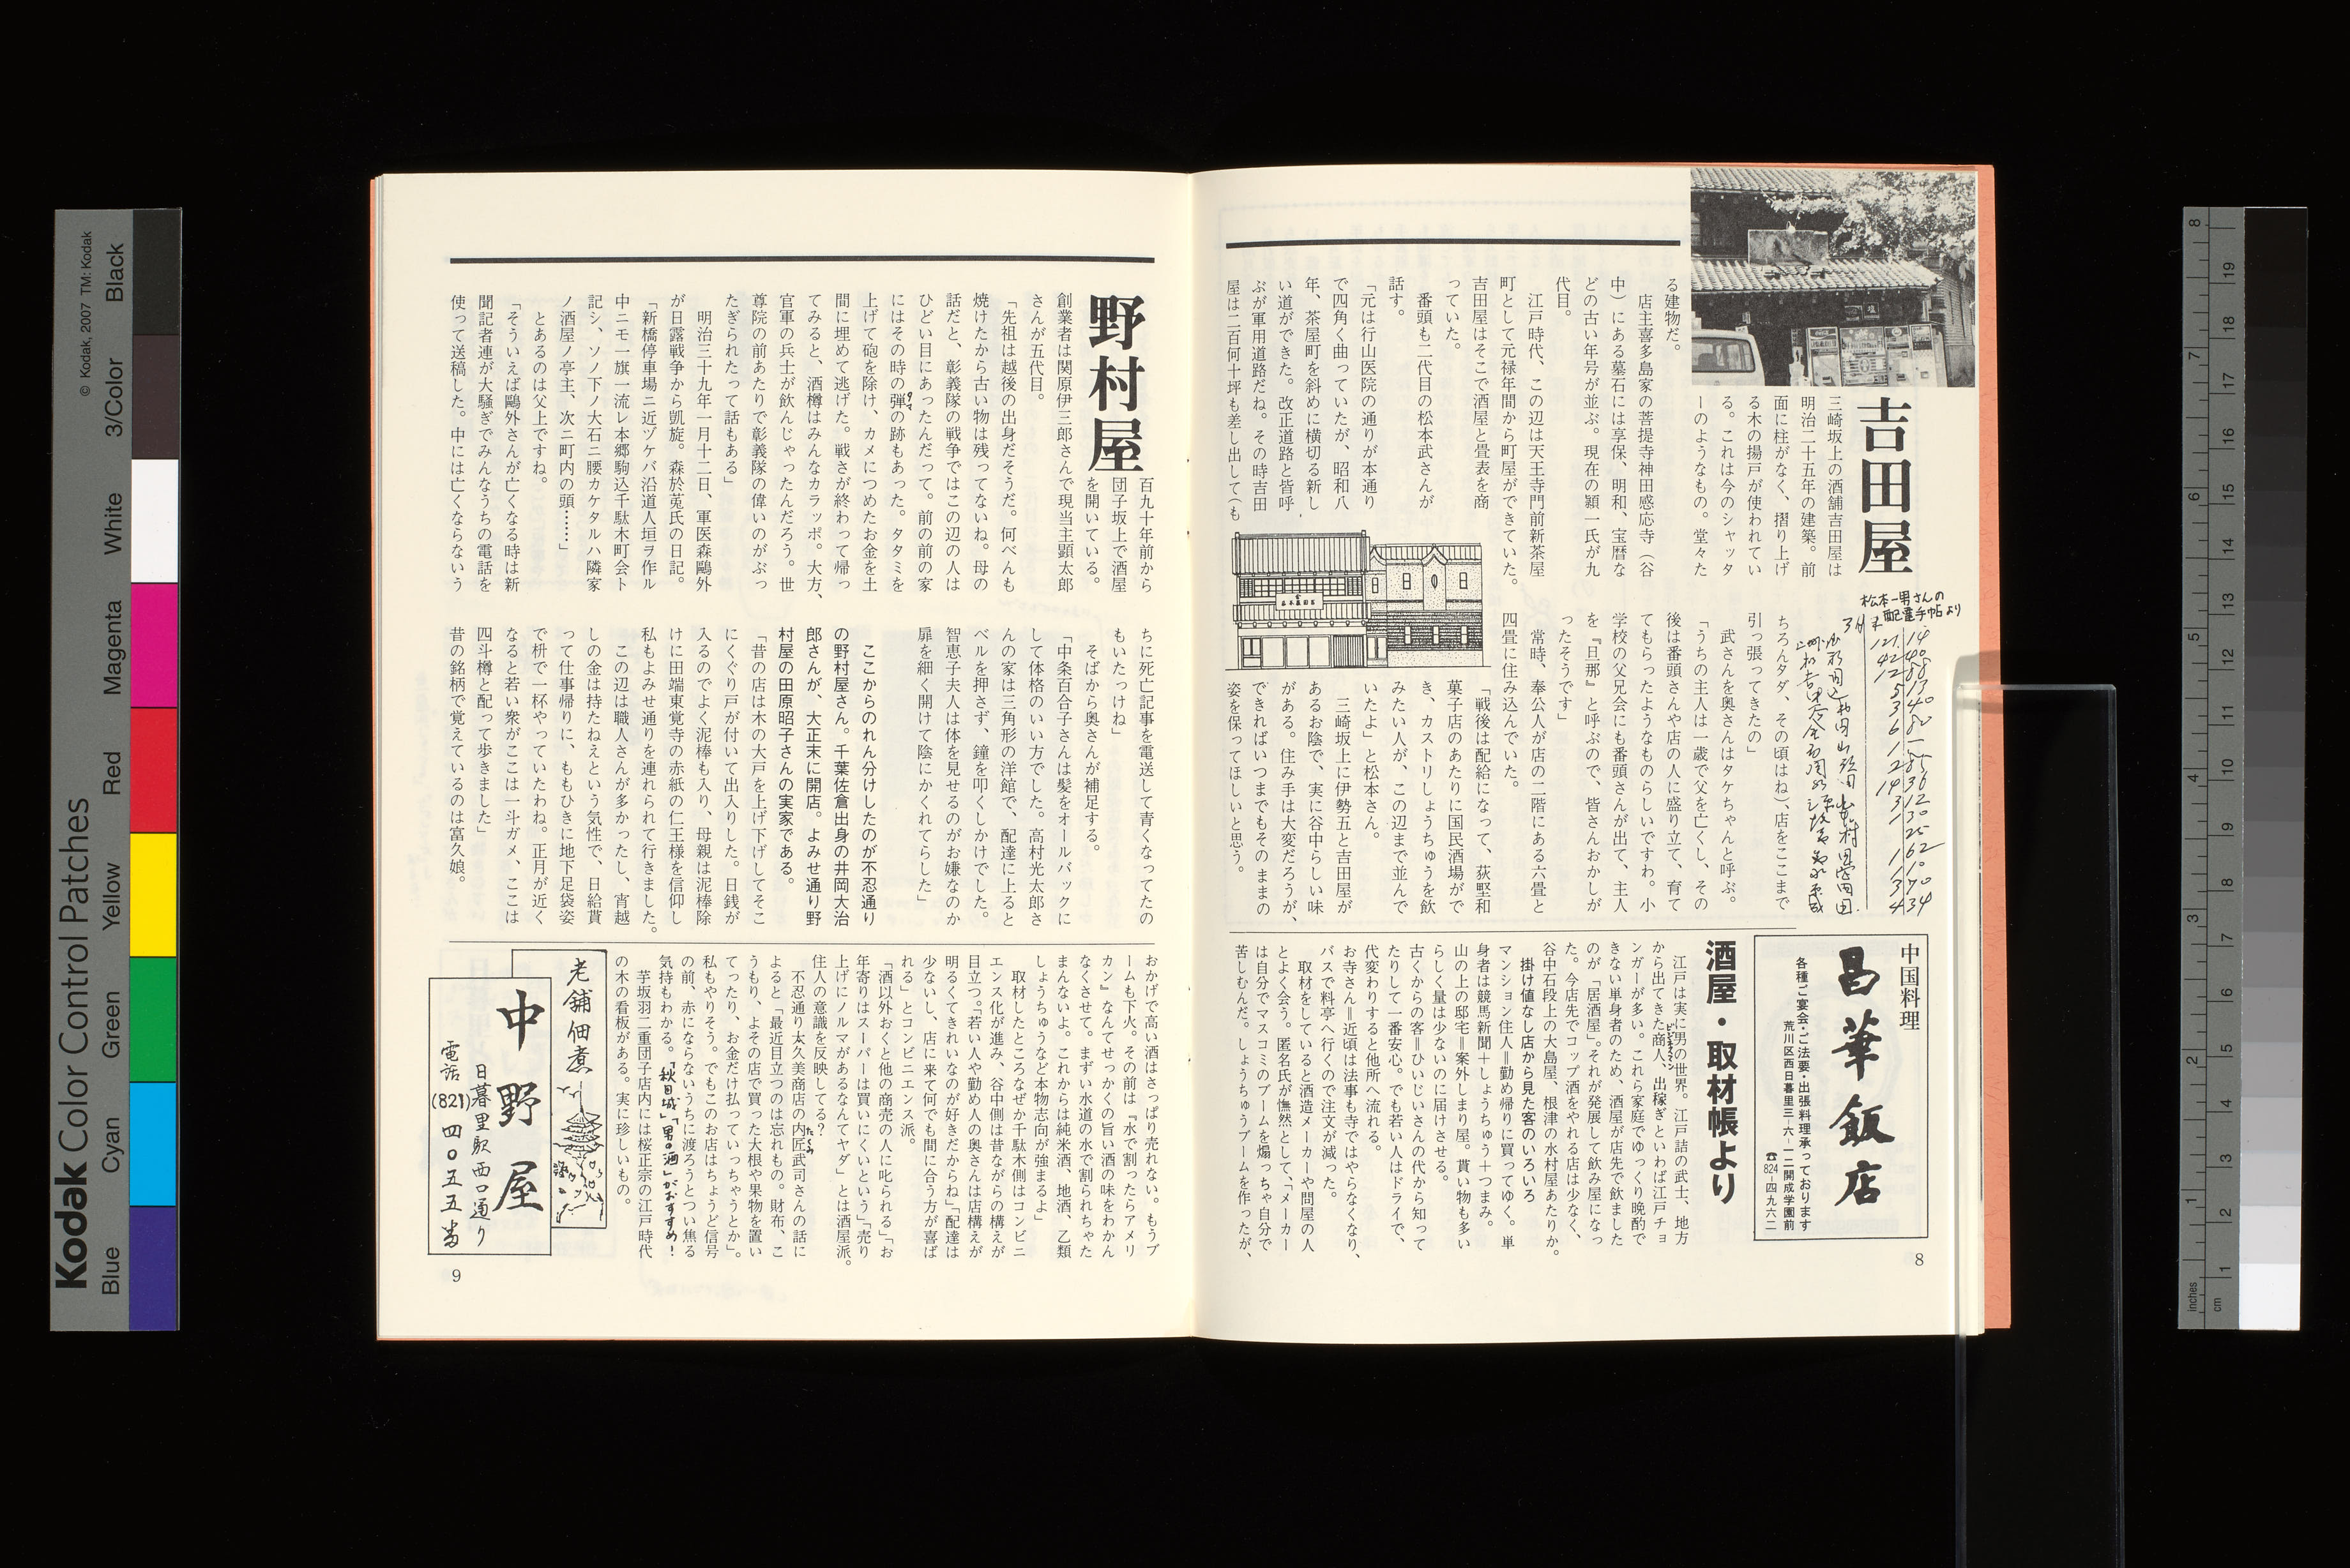 吉田屋
三崎坂上の酒舗吉田屋は
明治二十五年の建築。前
面に柱がなく、摺り上げ
る木の揚戸が使われてい
る。これは今のシャッタ
ーのようなもの。堂々た
る建物だ。
店主喜多島家の菩提寺神田感応寺（谷
中）にある墓石には享保、明和、宝暦な
どの古い年号が並ぶ。現在の顕一氏が九
代目。
江戸時代、この辺は天王寺門前新茶屋
町として元禄年間から町屋ができていた。
吉田屋はそこで酒屋と畳表を商
っていた。
番頭も二代目の松本武さんが
話す。
「元は行山医院の通りが本通り
で四角く曲っていたが、昭和八
年、茶屋町を斜めに横切る新し
い道ができた。改正道路と皆呼
ぶが軍用道路だね。その時吉田
屋は二百何十坪も差し出して（も
松本一男さんの
配達手帖より
ちろんタダ、その頃はね）、店をここまで
引っ張ってきたの」
武さんを奥さんはタケちゃんと呼ぶ。
「うちの主人は一歳で父を亡くし、その
後は番頭さんや店の人に盛り立て、育て
てもらったようなものらしいですわ。小
学校の父兄会にも番頭さんが出て、主人
を『旦那』と呼ぶので、皆さんおかしが
ったそうです」
常時、奉公人が店の二階にある六畳と
四畳に住み込んでいた。
「戦後は配給になって、荻堅和
菓子店のあたりに国民酒場がで
き、カストリしょうちゅうを飲
みたい人が、この辺まで並んで
いたよ」と松本さん。
三崎坂上に伊勢五と吉田屋が
あるお陰で、実に谷中らしい味
がある。住み手は大変だろうが、
できればいつまでもそのままの
姿を保ってほしいと思う。
中国料理
昌華飯店
各種ご宴会・ご法要・出張料理承っております
荒川区西日暮里三−六−一二開成学園前
☎824−四九六二
酒屋・取材帳より
江戸は実に男の世界。江戸詰の武士、地方
から出てきた商人、出稼ぎといわば江戸チョ
ンガーが多い。これら家庭でゆっくり晩酌で
きない単身者のため、酒屋が店先で飲ました
のが「居酒屋」。それが発展して飲み屋になっ
た。今店先でコップ酒をやれる店は少なく、
谷中石段上の大島屋、根津の水村屋あたりか。
掛け値なし店から見た客のいろいろ
マンション住人＝勤め帰りに買ってゆく。単
身者は競馬新聞＋しょうちゅう＋つまみ。
山の上の邸宅＝案外しまり屋。貰い物も多い
らしく量は少ないのに届けさせる。
古くからの客＝ひいじいさんの代から知って
たりして一番安心。でも若い人はドライで、
代変わりすると他所へ流れる。
お寺さん＝近頃は法事も寺ではやらなくなり、
バスで料亭へ行くので注文が減った。
取材をしていると酒造メーカーや問屋の人
とよく会う。匿名氏が憮然として、「メーカー
は自分でマスコミのブームを煽っちゃ自分で
苦しむんだ。しょうちゅうブームを作ったが、
8
野村屋
百九十年前から
団子坂上で酒屋
を開いている。
創業者は関原伊三郎さんで現当主顕太郎
さんが五代目。
「先祖は越後の出身だそうだ。何べんも
焼けたから古い物は残ってないね。母の
話だと、彰義隊の戦争ではこの辺の人は
ひどい目にあったんだって。前の前の家
にはその時の弾の跡もあった。タタミを
上げて砲を除け、カメにつめたお金を土
間に埋めて逃げた。戦さが終わって帰っ
てみると、酒樽はみんなカラッポ。大方、
官軍の兵士が飲んじゃったんだろう。世
尊院の前あたりで彰義隊の偉いのがぶっ
たぎられたって話もある」
明治三十九年一月十二日、軍医森鷗外
が日露戦争から凱旋。森於菟氏の日記。
「新橋停車場ニ近ヅケバ沿道人垣ヲ作ル
中ニモ一旗一流レ本郷駒込千駄木町会ト
記シ、ソノ下ノ大石ニ腰カケタルハ隣家
ノ酒屋ノ亭主、次ニ町内の頭……」
とあるのは父上ですね。
「そういえば鷗外さんが亡くなる時は新
聞記者連が大騒ぎでみんなうちの電話を
使って送稿した。中には亡くならないう
ちに死亡記事を電送して青くなってたの
もいたっけね」
そばから奥さんが補足する。
「中条百合子さんは髪をオールバックに
して体格のいい方でした。高村光太郎さ
んの家は三角形の洋館で、配達に上ると
ベルを押さず、鐘を叩くしかけでした。
智恵子夫人は体を見せるのがお嫌なのか
扉を細く開けて陰にかくれてらした」
ここからのれん分けしたのが不忍通り
の野村屋さん。千葉佐倉出身の井岡大治
郎さんが、大正末に開店。よみせ通り野
村屋の田原昭子さんの実家である。
「昔の店は木の大戸を上げ下げしてそこ
にくぐり戸が付いて出入りした。日銭が
入るのでよく泥棒も入り、母親は泥棒除
けに田端東覚寺の赤紙の仁王様を信仰し
私もよみせ通りを連れられて行きました。
この辺は職人さんが多かったし、宵越
しの金は持たねえという気性で、日給貰
って仕事帰りに、ももひきに地下足袋姿
で枡で一杯やっていたわね。正月が近く
なると若い衆がここは一斗ガメ、ここは
四斗樽と配って歩きました」
昔の銘柄で覚えているのは富久娘。
おかげで高い酒はさっぱり売れない。もうブ
ームも下火。その前は『水で割ったらアメリ
カン』なんてせっかくの旨い酒の味をわかん
なくさせて。まずい水道の水で割られちゃた
まんないよ。これからは純米酒、地酒、乙類
しょうちゅうなど本物志向が強まるよ」
取材したところなぜか千駄木側はコンビニ
エンス化が進み、谷中側は昔ながらの構えが
目立つ。「若い人や勤め人の奥さんは店構えが
明るくてきれいなのが好きだからね」「配達は
少ないし、店に来て何でも間に合う方が喜ば
れる」とコンビニエンス派。
「酒以外おくと他の商売の人に叱られる」「お
年寄りはスーパーは買いにくいという」「売り
上げにノルマがあるなんてヤダ」とは酒屋派。
住人の意識を反映してる？
不忍通り太久美商店の内匠武司さんの話に
よると「最近目立つのは忘れもの。財布、こ
うもり、よその店で買った大根や果物を置い
てったり、お金だけ払っていっちゃうとか」。
私もやりそう。でもこのお店はちょうど信号
の前、赤にならないうちに渡ろうとつい焦る
気持もわかる。「秋田城」「男の酒」がおすすめ！
芋坂羽二重団子店内には桜正宗の江戸時代
の木の看板がある。実に珍しいもの。
老舗佃煮
中野屋
日暮里駅西口通り
電話(821)四〇五五番
9
Kodak Color Control Patches
© Kodak, 2007 TM: Kodak
Blue
Cyan
Green
Yellow
Red
Magenta
White
3/Color
Black
inches
cm